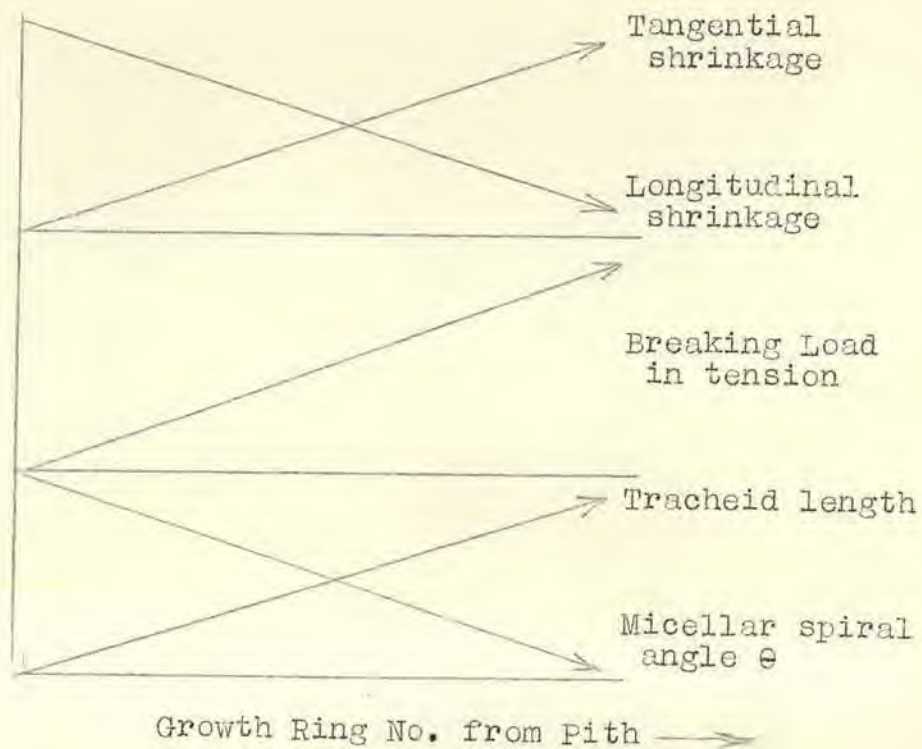 Tangential
shrinkage
Longitudinal
shrinkage
Breaking Load
in tension
Tracheid length
Micellar spiral
angle θ
Growth Ring No. from Pith